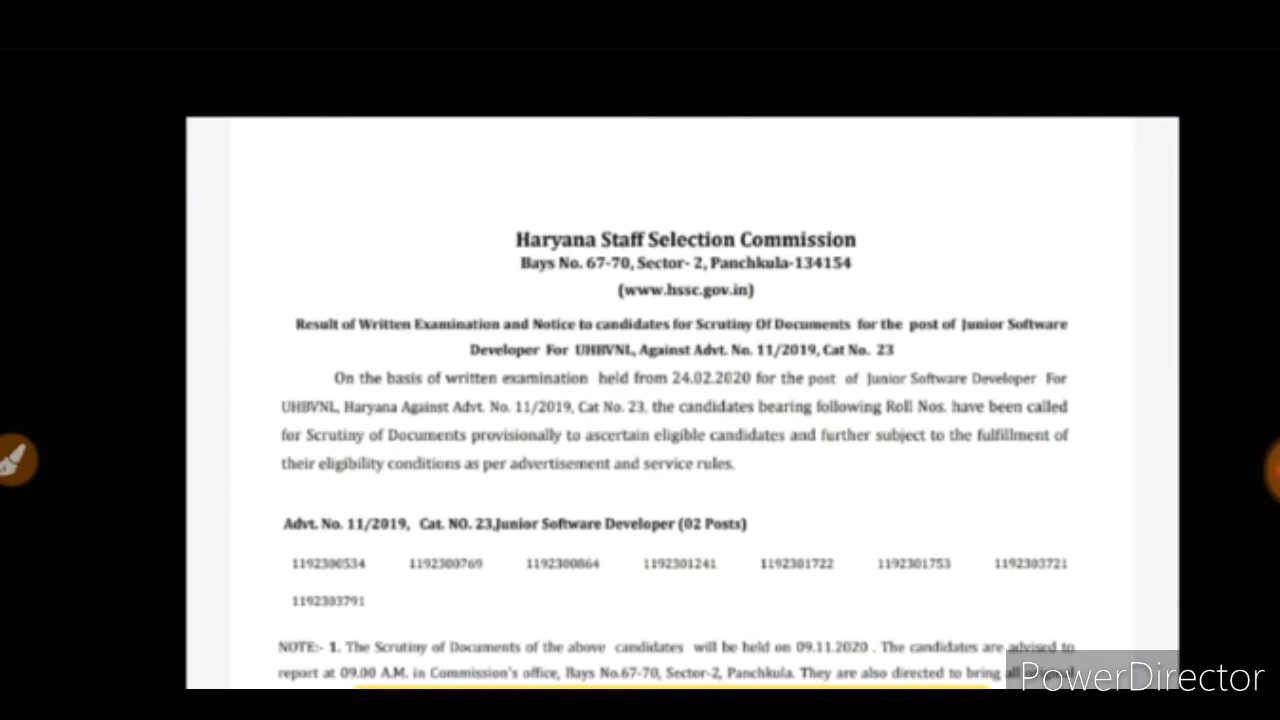 Haryana Staff Selection Commission
Bays No. 67-70, Sector- 2, Panchkula-134154
(www.hssc.gov.in)
Result of Written Examination and Notice to candidates for Scrutiny Of Documents for the post of Junior Software
Developer For UHBVNL, Against Advt. No. 11/2019, Cat No. 23
On the basis of written examination held from 24.02.2020 for the post of Junior Software Developer For
UHBVNL, Haryana Against Advt. No. 11/2019, Cat No. 23, the candidates bearing following Roll Nos. have been called
for Scrutiny of Documents provisionally to ascertain eligible candidates and further subject to the fulfillment of
their eligibility conditions as per advertisement and service rules.
Advt. No. 11/2019, Cat. NO. 23,Junior Software Developer (02 Posts)
1192300534 1192300769 1192300864 1192301241 1192301722 1192301753 1192303721
1192303791
NOTE:- 1. The Scrutiny of Documents of the above candidates will be held on 09.11.2020 . The candidates are advised to
report at 09.00 A.M. in Commission's office, Bays No.67-70, Sector-2, Panchkula. They are also directed to bring all
PowerDirector